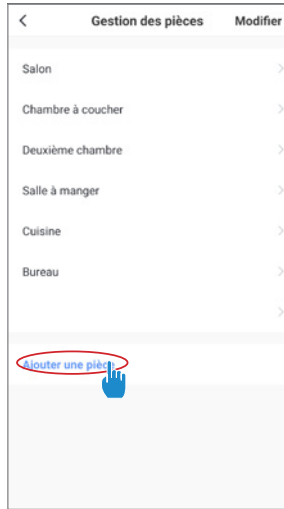 Gestion des pièces Modifier
Salon
Chambre à coucher
Deuxième chambre
Salle à manger
Cuisine
Bureau
Ajouter une pièce